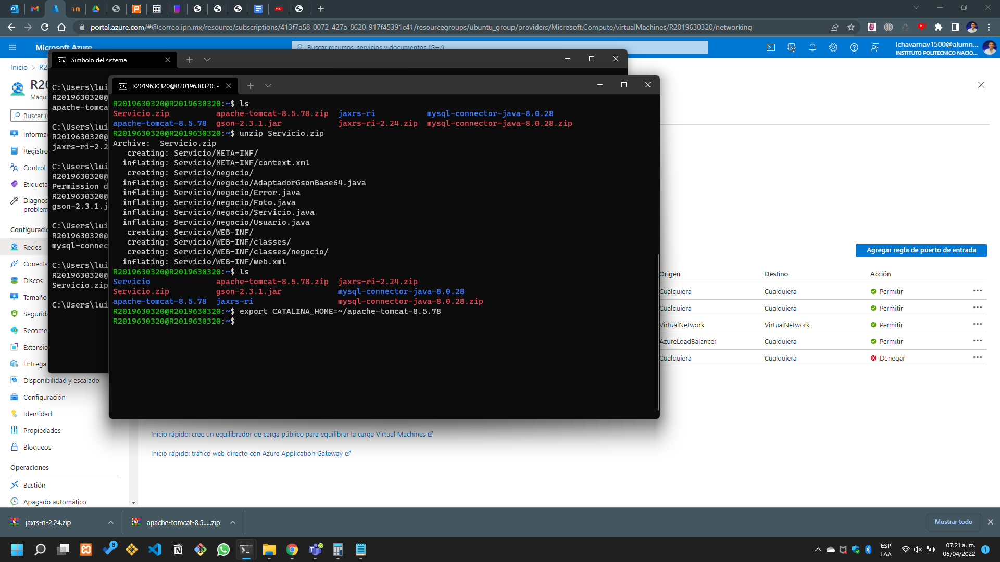 portal.azure.com/#@correo.ipn.mx/resource/subscriptions/413f7a58-0072-427a-8620-917f45391c41/resourcegroups/ubuntu_group/providers/Microsoft.Compute/virtualMachines/R2019630320/networking
Microsoft Azure
Buscar recursos, servicios y documentos (G+/)
lchavarriav1500@alumn...
INSTITUTO POLITECNICO NACIO...
Inicio > R2
R20
Máqui
Buscar (
Informa
Registro
Control
Etiqueta
Diagnos
problem
Configuració
Redes
Conecta
Discos
Tamaño
Segurida
Recome
Extensio
Entrega
Disponibilidad y escalado
Configuración
Identidad
Propiedades
Bloqueos
Operaciones
Bastión
Apagado automático
Símbolo del sistema
C:\Users\lui
R2019630320@
apache-tomca
C:\Users\lui
R2019630320@
jaxrs-ri-2.2
C:\Users\lui
R2019630320@
Permission d
R2019630320@
gson-2.3.1.j
C:\Users\lui
R2019630320@
mysql-connec
C:\Users\lui
R2019630320@
Servicio.zip
C:\Users\lui
R2019630320@R2019630320: ~
R2019630320@R2019630320:~$ ls
Servicio.zip apache-tomcat-8.5.78.zip jaxrs-ri mysql-connector-java-8.0.28
apache-tomcat-8.5.78 gson-2.3.1.jar jaxrs-ri-2.24.zip mysql-connector-java-8.0.28.zip
R2019630320@R2019630320:~$ unzip Servicio.zip
Archive: Servicio.zip
creating: Servicio/META-INF/
inflating: Servicio/META-INF/context.xml
creating: Servicio/negocio/
inflating: Servicio/negocio/AdaptadorGsonBase64.java
inflating: Servicio/negocio/Error.java
inflating: Servicio/negocio/Foto.java
inflating: Servicio/negocio/Servicio.java
inflating: Servicio/negocio/Usuario.java
creating: Servicio/WEB-INF/
creating: Servicio/WEB-INF/classes/
creating: Servicio/WEB-INF/classes/negocio/
inflating: Servicio/WEB-INF/web.xml
R2019630320@R2019630320:~$ ls
Servicio apache-tomcat-8.5.78.zip jaxrs-ri-2.24.zip
Servicio.zip gson-2.3.1.jar mysql-connector-java-8.0.28
apache-tomcat-8.5.78 jaxrs-ri mysql-connector-java-8.0.28.zip
R2019630320@R2019630320:~$ export CATALINA_HOME=~/apache-tomcat-8.5.78
R2019630320@R2019630320:~$
Agregar regla de puerto de entrada
Origen Destino Acción
Cualquiera Cualquiera Permitir
Cualquiera Cualquiera Permitir
VirtualNetwork VirtualNetwork Permitir
AzureLoadBalancer Cualquiera Permitir
Cualquiera Cualquiera Denegar
Inicio rápido: cree un equilibrador de carga público para equilibrar la carga Virtual Machines
Inicio rápido: tráfico web directo con Azure Application Gateway
jaxrs-ri-2.24.zip
apache-tomcat-8.5.....zip
Mostrar todo
8
ESP
LAA
07:21 a. m.
05/04/2022
1